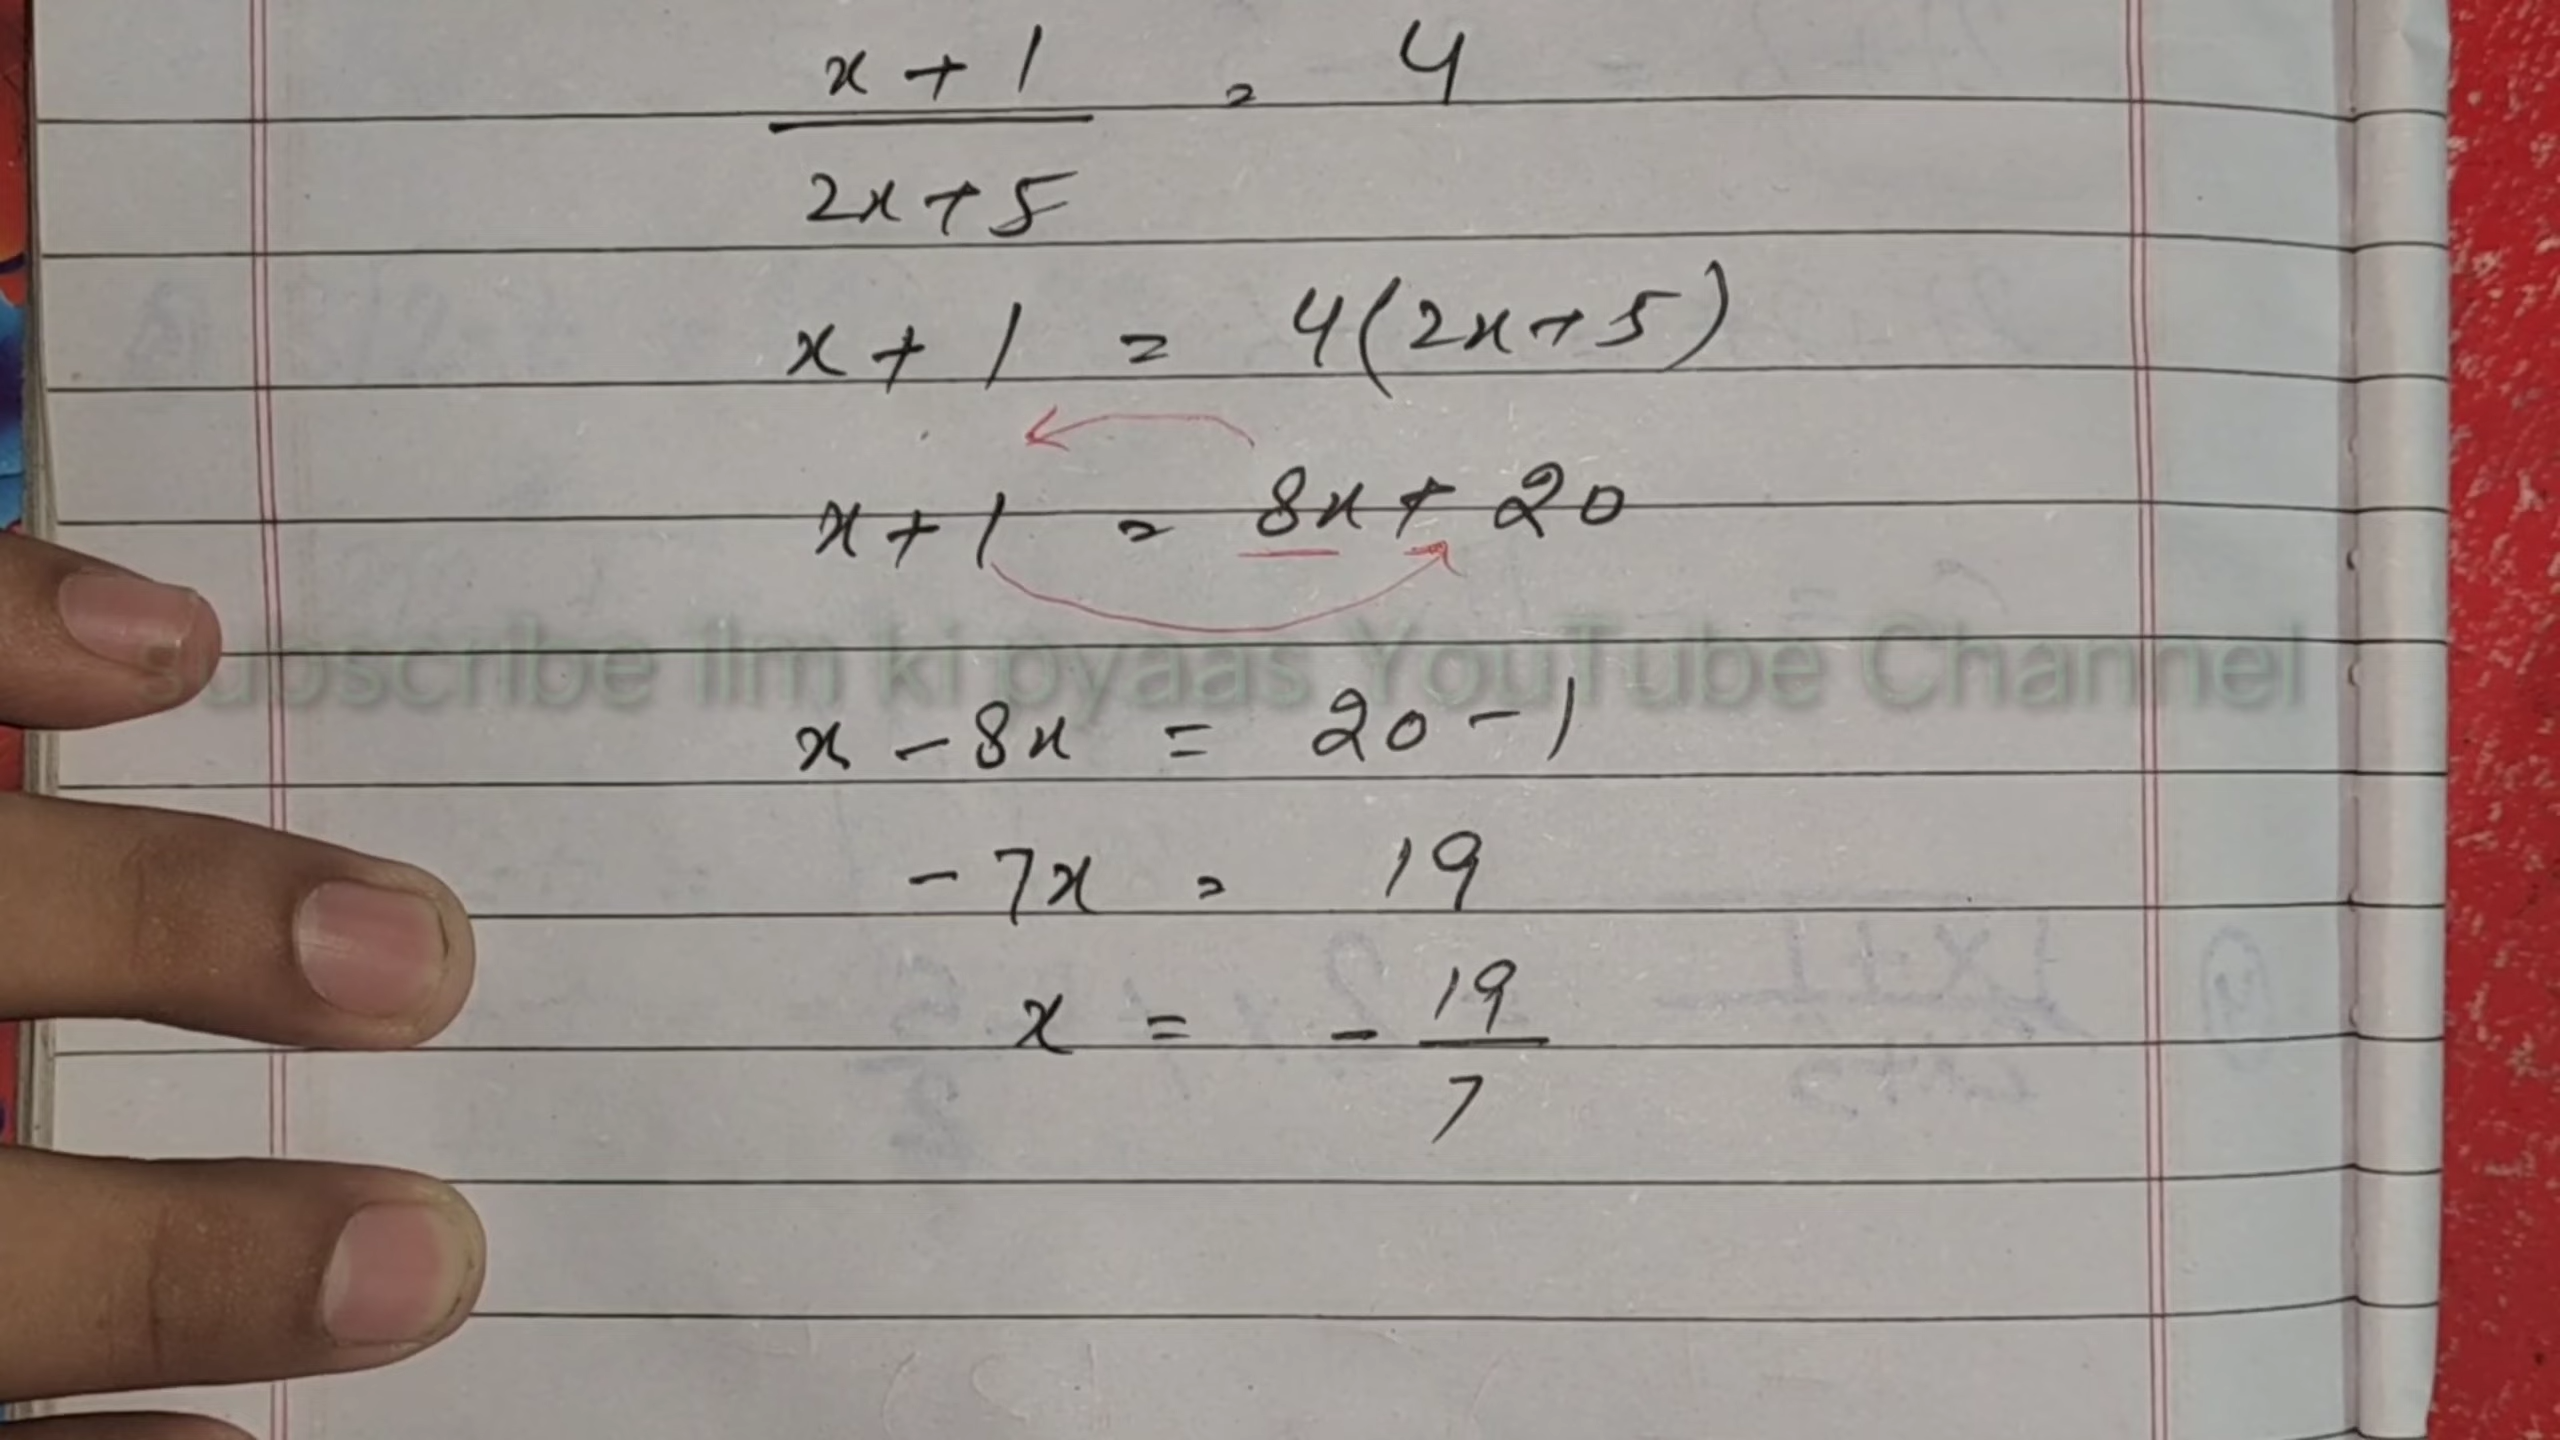 x + 1 = 4
2x + 5
x + 1 = 4(2x + 5)
x + 1 = 8x + 20
subscribe ilm ki pyaas YouTube Channel
x - 8x = 20 - 1
- 7x = 19
x = - 19
7